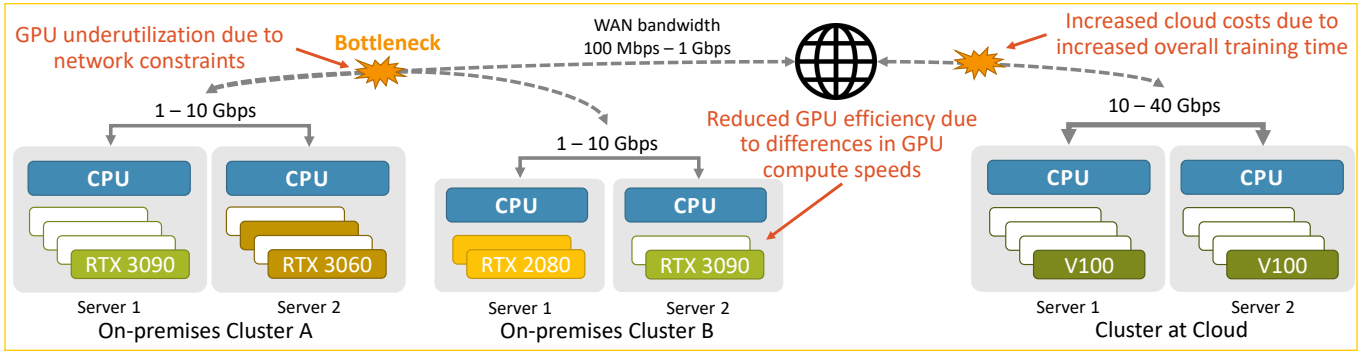 GPU underutilization due to
network constraints
Bottleneck
WAN bandwidth
100 Mbps – 1 Gbps
Increased cloud costs due to
increased overall training time
1 – 10 Gbps
CPU
CPU
RTX 3090
RTX 3060
Server 1
Server 2
On-premises Cluster A
1 – 10 Gbps
Reduced GPU efficiency due
to differences in GPU
compute speeds
CPU
CPU
RTX 2080
RTX 3090
Server 1
Server 2
On-premises Cluster B
10 – 40 Gbps
CPU
CPU
V100
V100
Server 1
Server 2
Cluster at Cloud